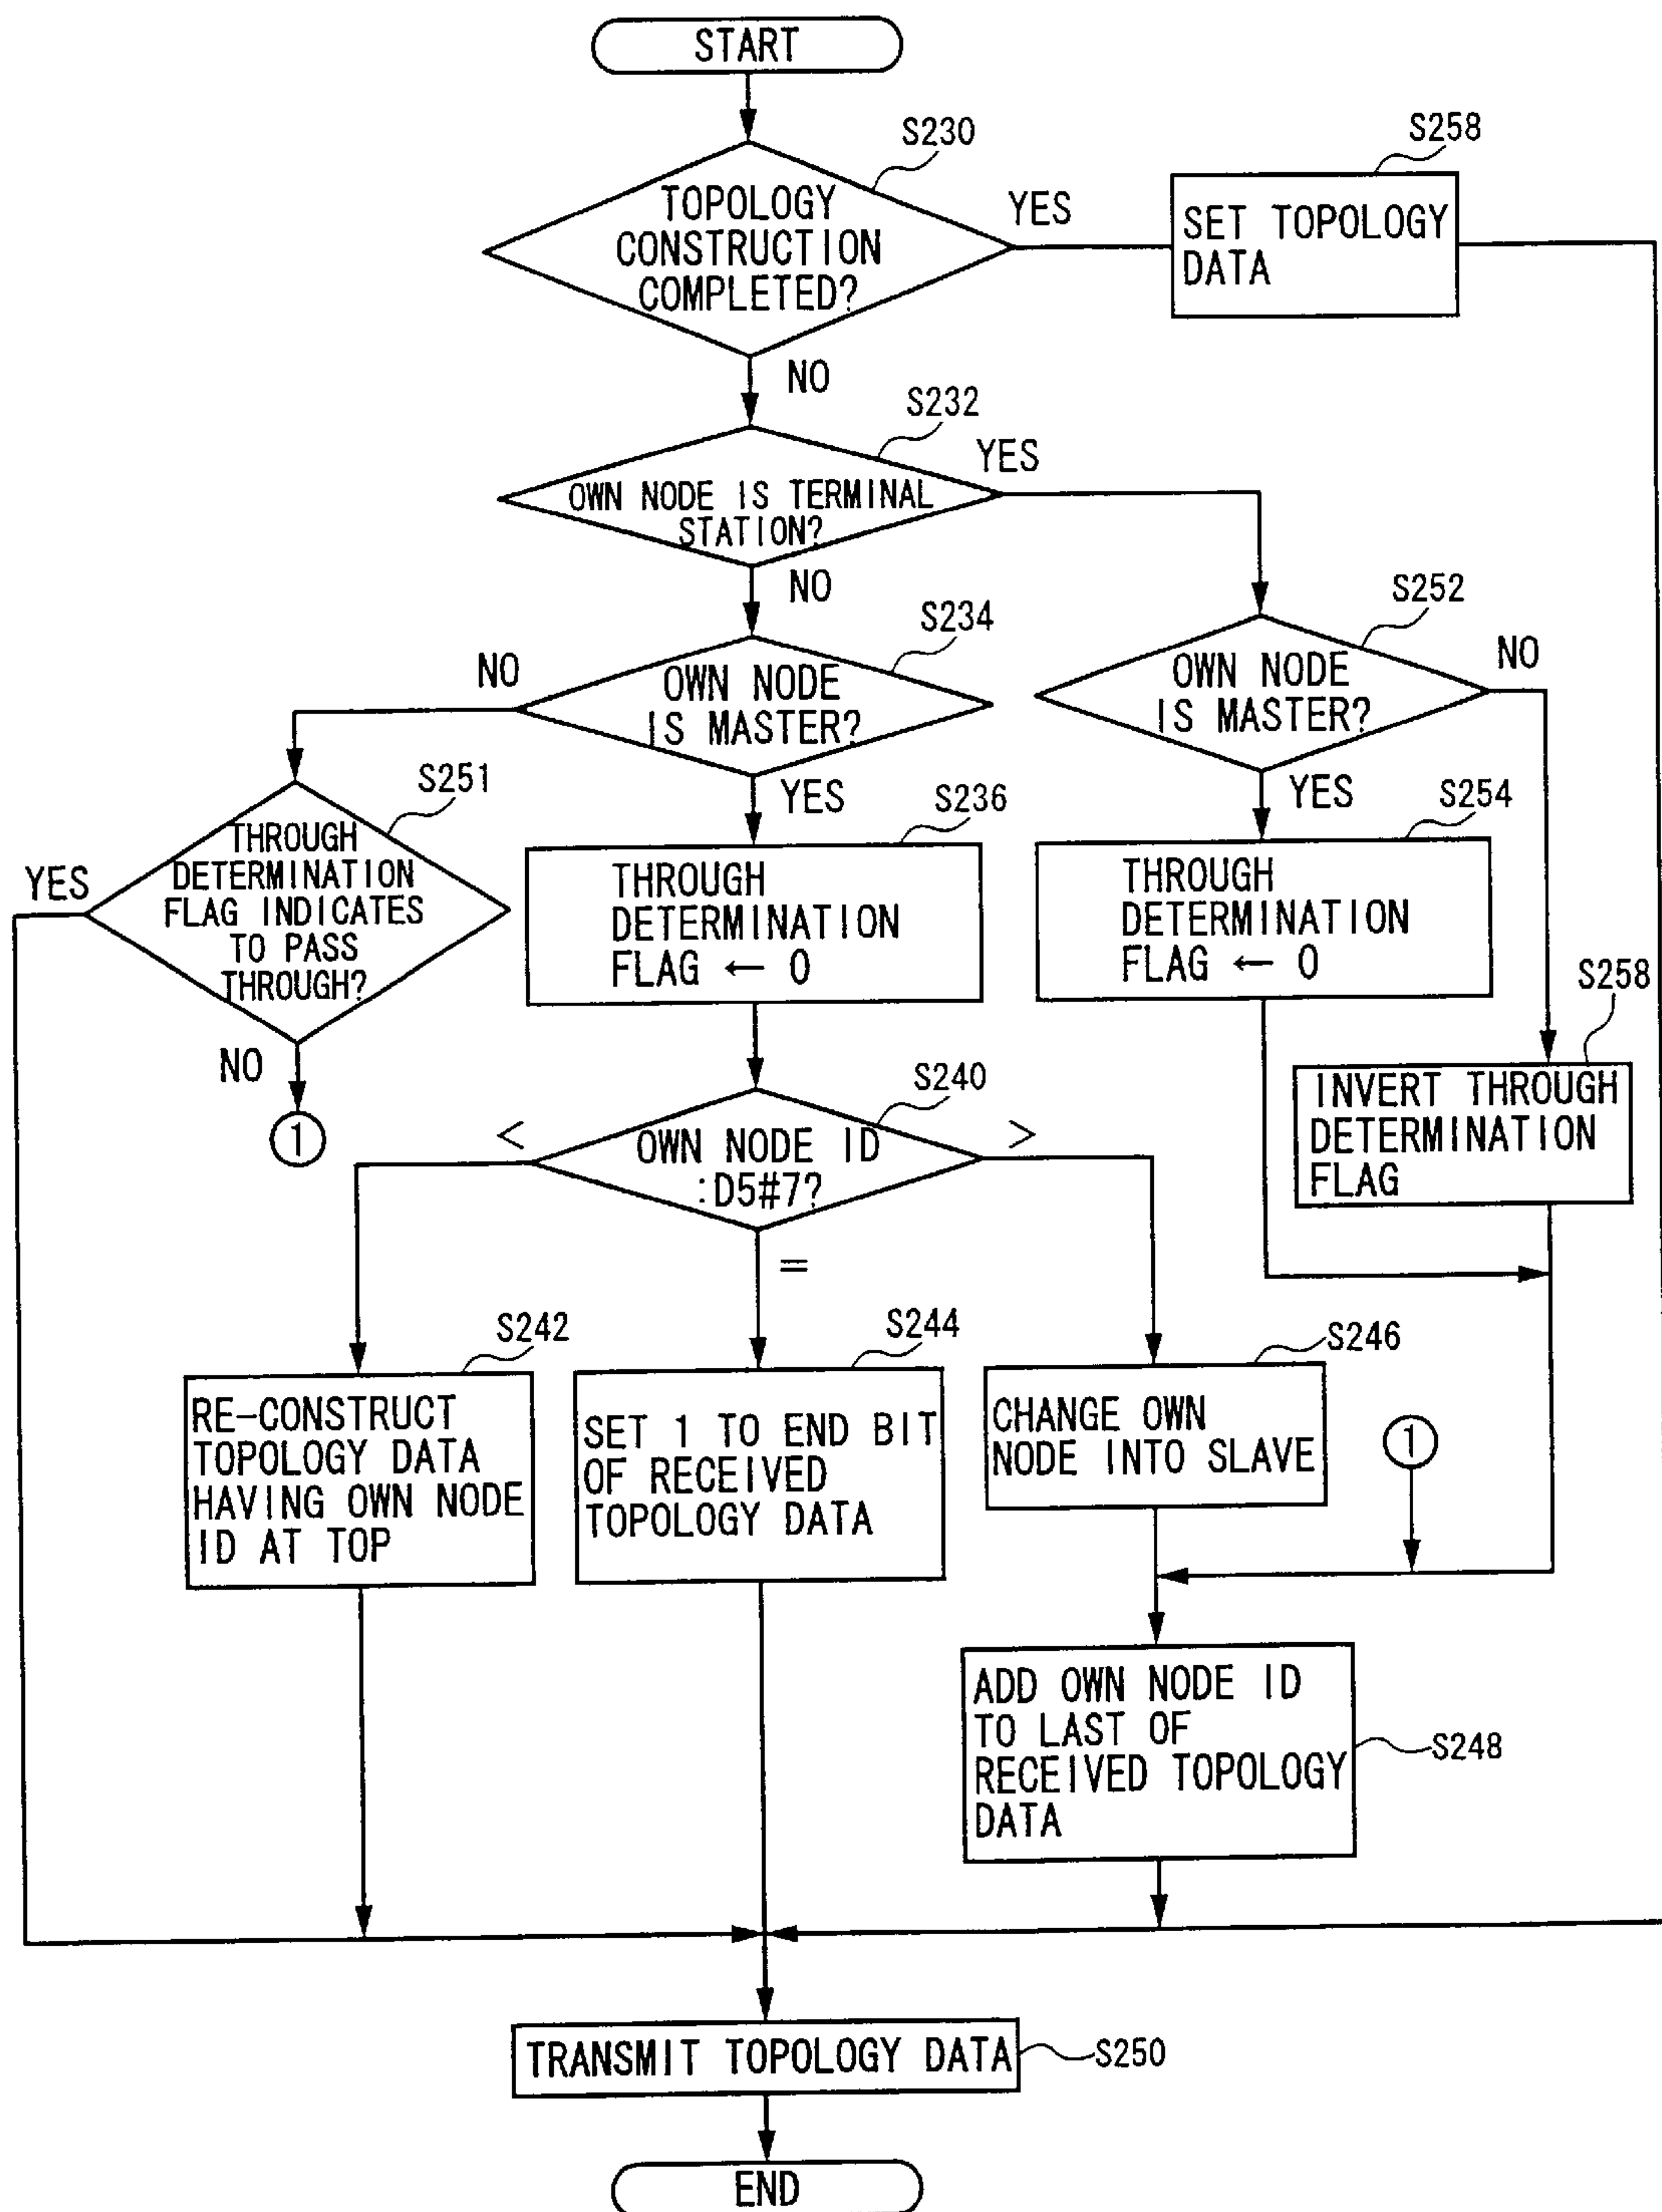 START
S230
S258
TOPOLOGY
CONSTRUCTION
COMPLETED?
YES
SET TOPOLOGY
DATA
NO
S232
YES
OWN NODE IS TERMINAL
STATION?
NO
S234
S252
NO
OWN NODE
IS MASTER?
OWN NODE
IS MASTER?
NO
S251
YES
S236
YES
S254
YES
THROUGH
DETERMINATION
FLAG INDICATES
TO PASS
THROUGH?
THROUGH
DETERMINATION
FLAG ← 0
THROUGH
DETERMINATION
FLAG ← 0
S258
NO
1
S240
INVERT THROUGH
DETERMINATION
FLAG
<
OWN NODE ID
:D5#7?
>
=
S242
S244
S246
RE-CONSTRUCT
TOPOLOGY DATA
HAVING OWN NODE
ID AT TOP
SET 1 TO END BIT
OF RECEIVED
TOPOLOGY DATA
CHANGE OWN
NODE INTO SLAVE
1
ADD OWN NODE ID
TO LAST OF
RECEIVED TOPOLOGY
DATA
S248
TRANSMIT TOPOLOGY DATA
S250
END